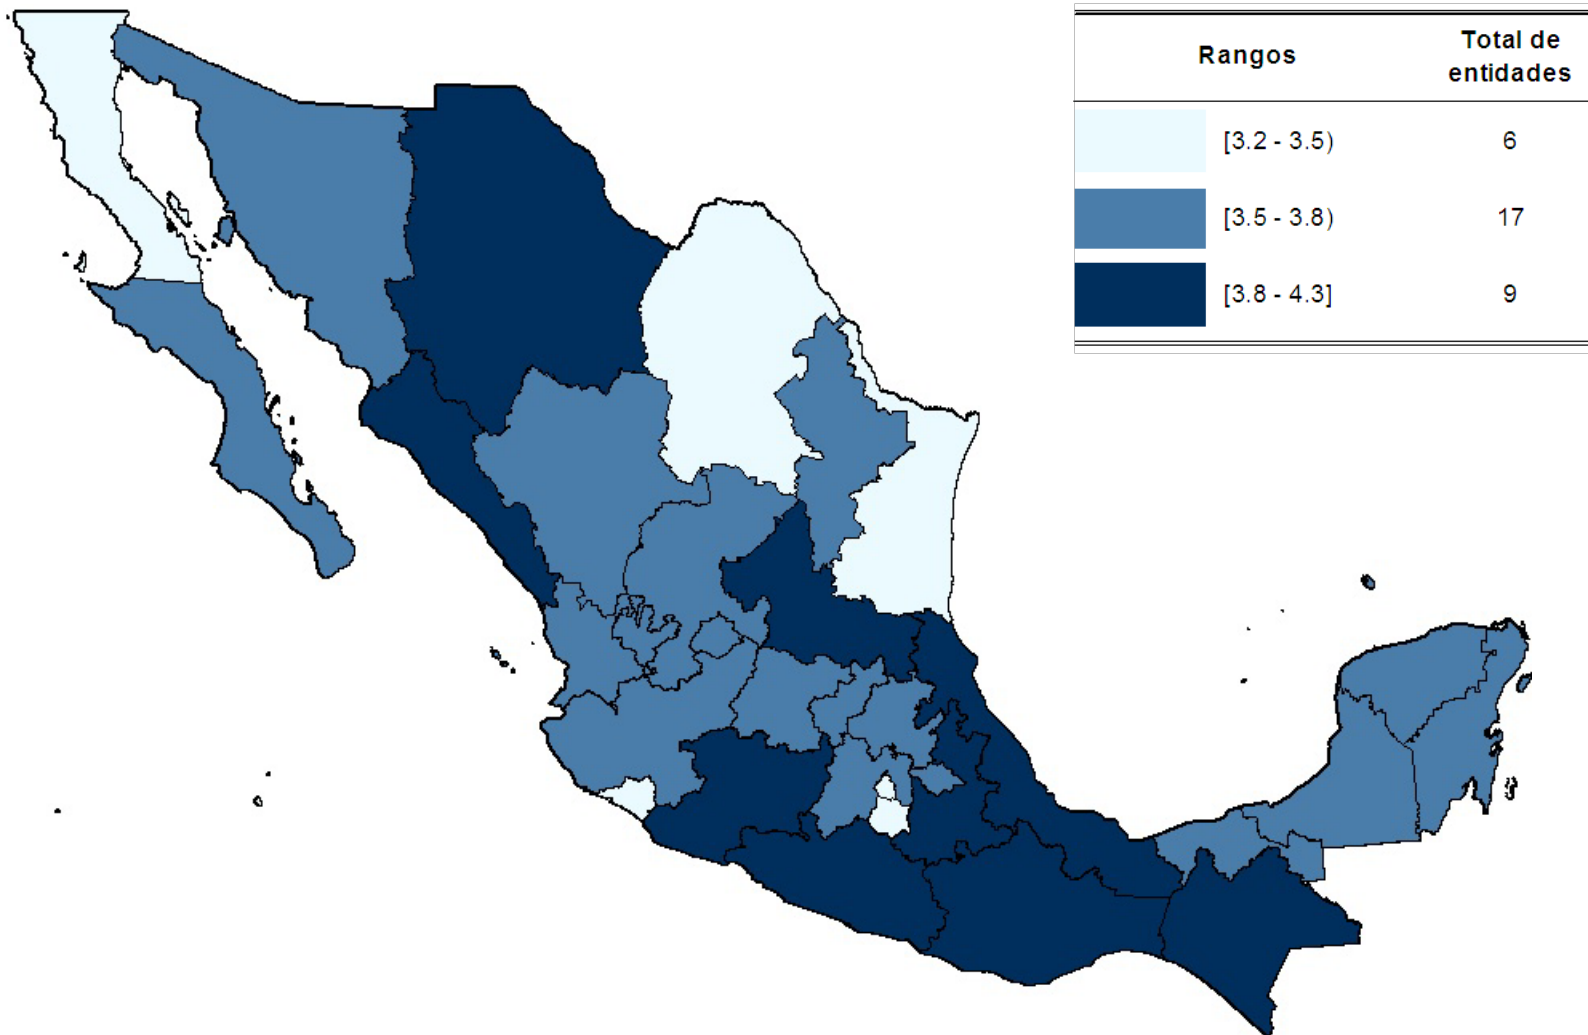 Rangos Total de
entidades
[3.2 - 3.5) 6
[3.5 - 3.8) 17
[3.8 - 4.3] 9